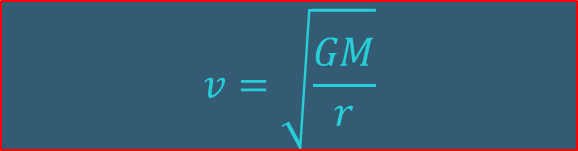 v = √(GM/r)